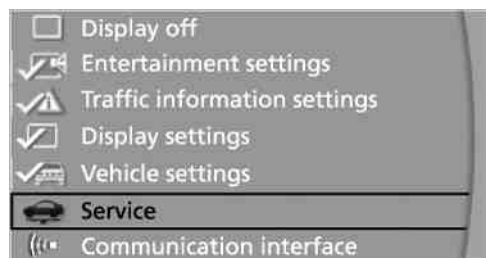 Display off
Entertainment settings
Traffic information settings
Display settings
Vehicle settings
Service
Communication interface